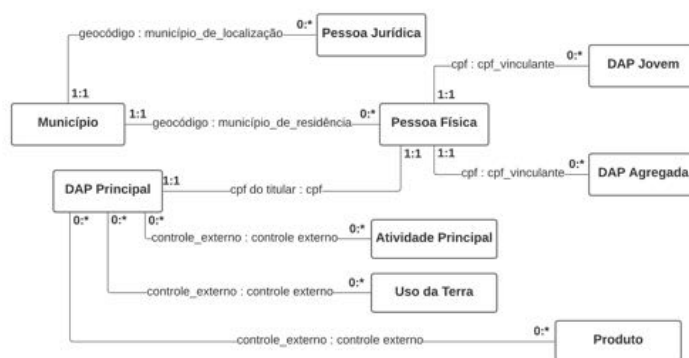 0:*
Pessoa Jurídica
geocódigo : município_de_localização
0:*
cpf : cpf_vinculante
DAP Jovem
1:1
1:1
1:1
0:*
Município
geocódigo : município_de_residência
Pessoa Física
1:1
1:1
0:*
cpf : cpf_vinculante
DAP Agregada
1:1
DAP Principal
cpf do titular : cpf
0:*
0:*
0:*
0:*
controle_externo : controle externo
Atividade Principal
0:*
controle_externo : controle externo
Uso da Terra
0:*
controle_externo : controle externo
Produto